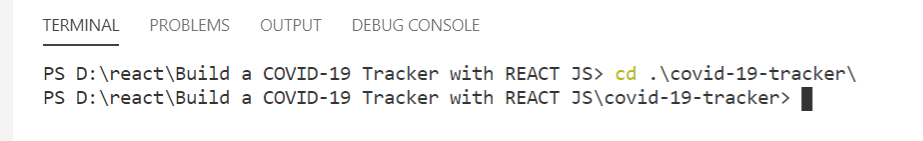 TERMINAL PROBLEMS OUTPUT DEBUG CONSOLE
PS D:\react\Build a COVID-19 Tracker with REACT JS> cd .\covid-19-tracker\
PS D:\react\Build a COVID-19 Tracker with REACT JS\covid-19-tracker>